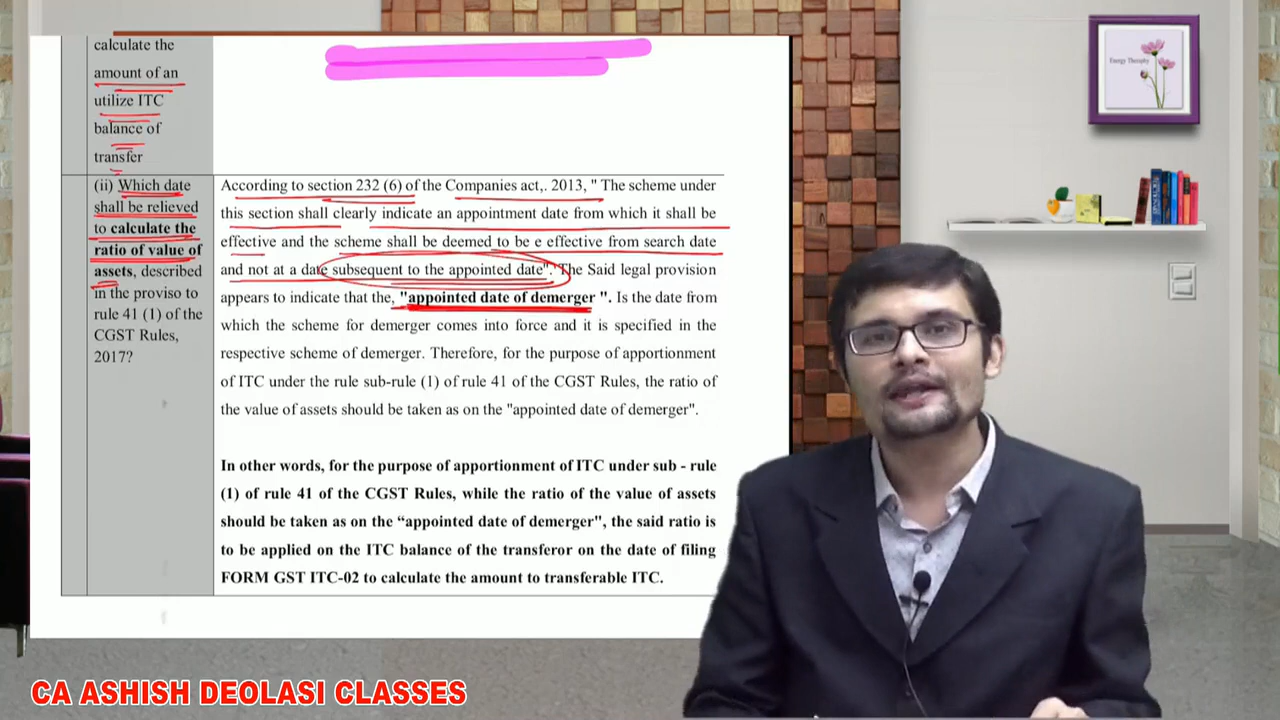 calculate the
amount of an
utilize ITC
balance of
transfer
(ii) Which date
shall be relieved
to calculate the
ratio of value of
assets, described
in the proviso to
rule 41 (1) of the
CGST Rules,
2017?
According to section 232 (6) of the Companies act,. 2013, " The scheme under
this section shall clearly indicate an appointment date from which it shall be
effective and the scheme shall be deemed to be e effective from search date
and not at a date subsequent to the appointed date". The Said legal provision
appears to indicate that the, "appointed date of demerger ". Is the date from
which the scheme for demerger comes into force and it is specified in the
respective scheme of demerger. Therefore, for the purpose of apportionment
of ITC under the rule sub-rule (1) of rule 41 of the CGST Rules, the ratio of
the value of assets should be taken as on the "appointed date of demerger".
In other words, for the purpose of apportionment of ITC under sub - rule
(1) of rule 41 of the CGST Rules, while the ratio of the value of assets
should be taken as on the “appointed date of demerger", the said ratio is
to be applied on the ITC balance of the transferor on the date of filing
FORM GST ITC-02 to calculate the amount to transferable ITC.
Energy Theraphy
CA ASHISH DEOLASI CLASSES